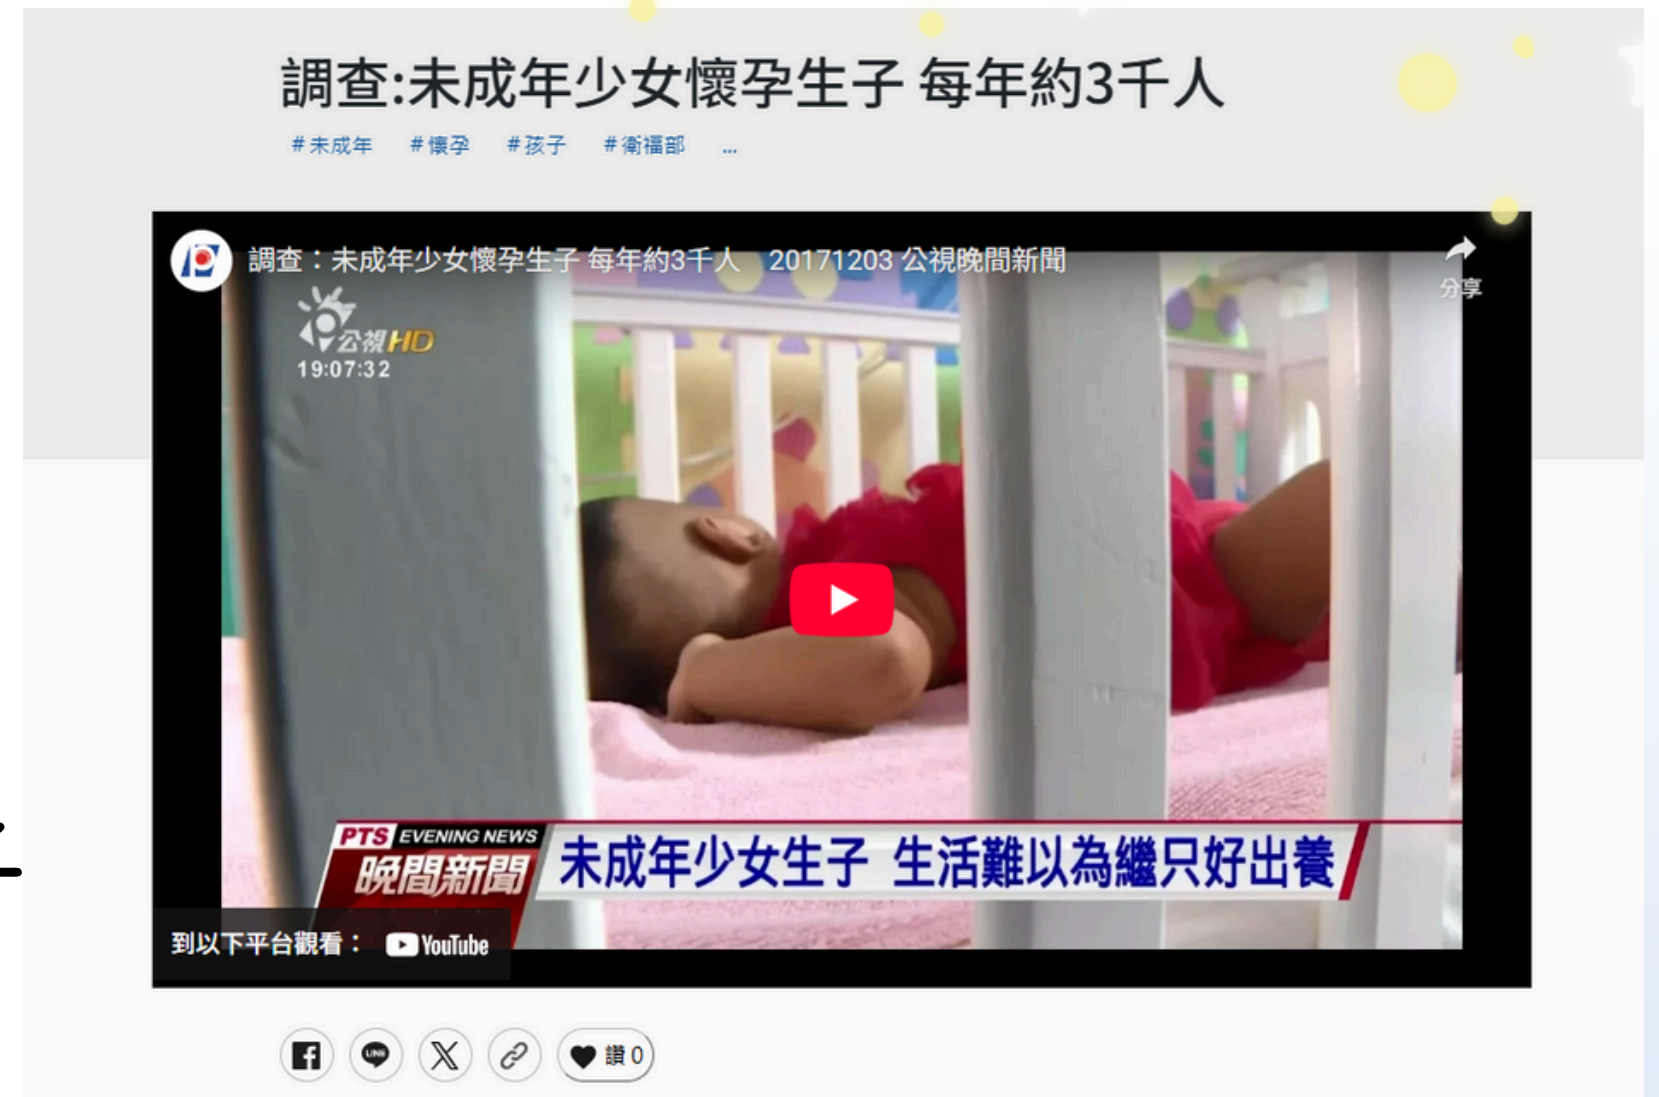 調查:未成年少女懷孕生子 每年約3千人
#未成年 #懷孕 #孩子 #衛福部 ...
調查：未成年少女懷孕生子 每年約3千人 20171203 公視晚間新聞
分享
公視HD
19:07:32
PTS EVENING NEWS
晚間新聞
未成年少女生子 生活難以為繼只好出養
到以下平台觀看： YouTube
LINE
讚 0